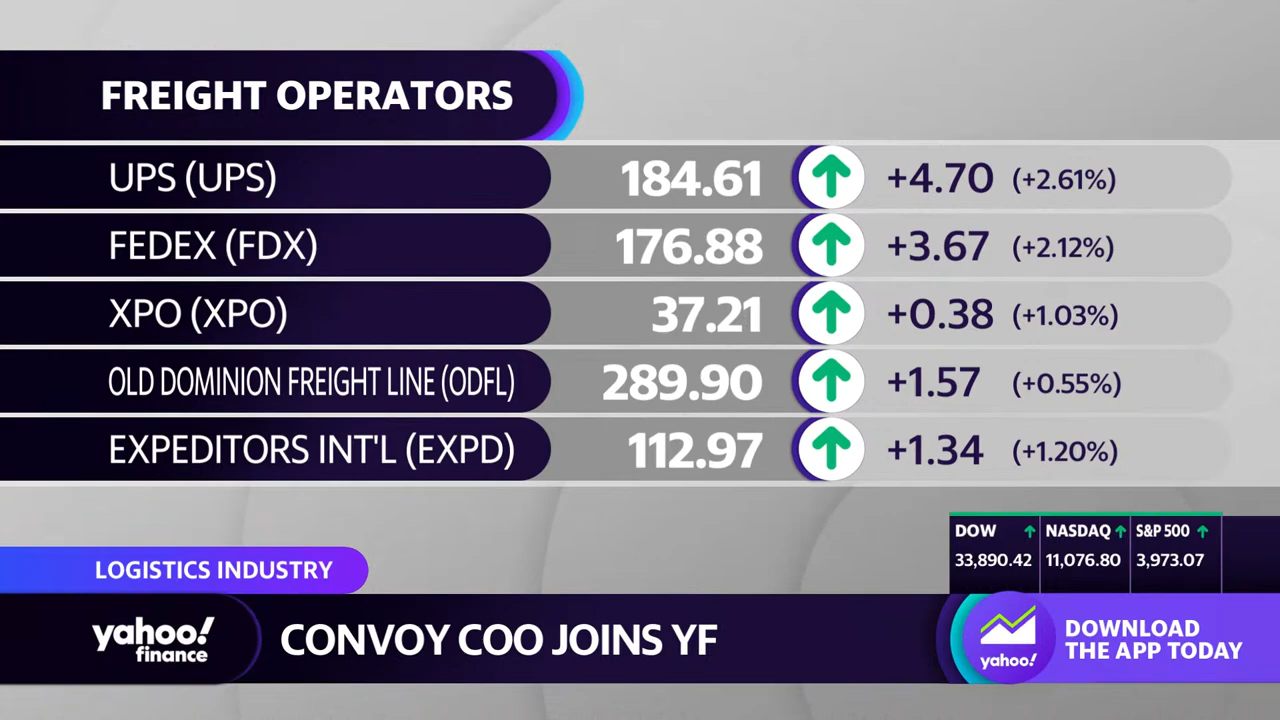 FREIGHT OPERATORS
UPS (UPS) 184.61 +4.70 (+2.61%)
FEDEX (FDX) 176.88 +3.67 (+2.12%)
XPO (XPO) 37.21 +0.38 (+1.03%)
OLD DOMINION FREIGHT LINE (ODFL) 289.90 +1.57 (+0.55%)
EXPEDITORS INT'L (EXPD) 112.97 +1.34 (+1.20%)
DOW NASDAQ S&P 500
33,890.42 11,076.80 3,973.07
LOGISTICS INDUSTRY
yahoo!
finance
CONVOY COO JOINS YF
yahoo!
DOWNLOAD
THE APP TODAY